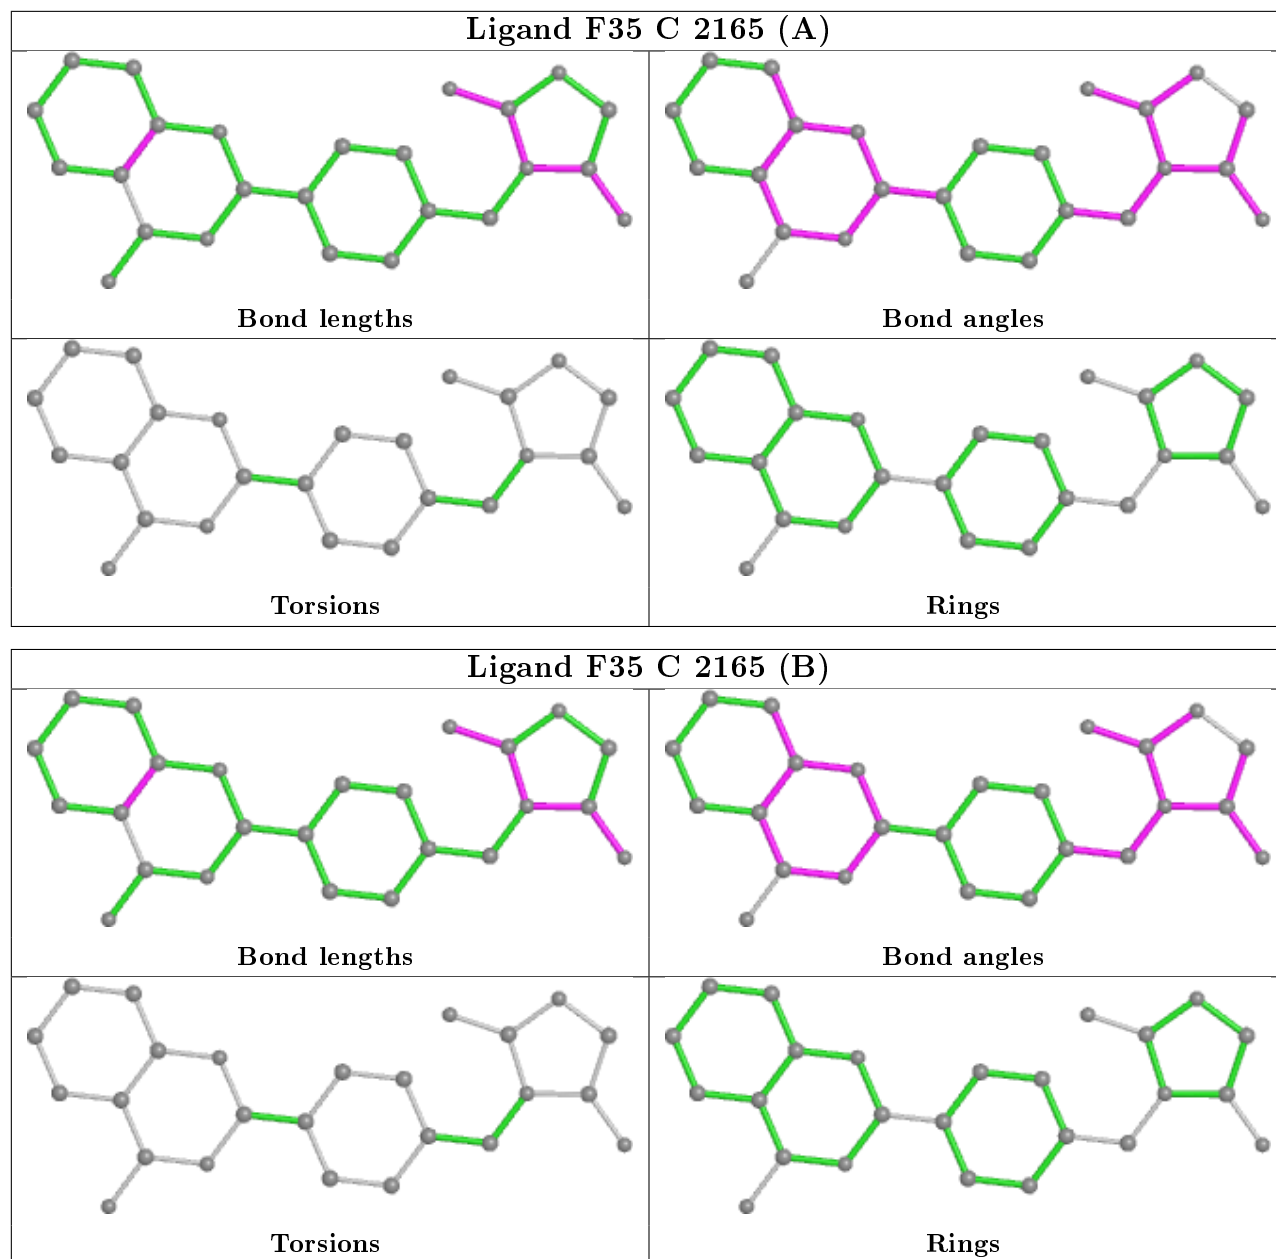 Ligand F35 C 2165 (A)
Bond lengths
Bond angles
Torsions
Rings
Ligand F35 C 2165 (B)
Bond lengths
Bond angles
Torsions
Rings